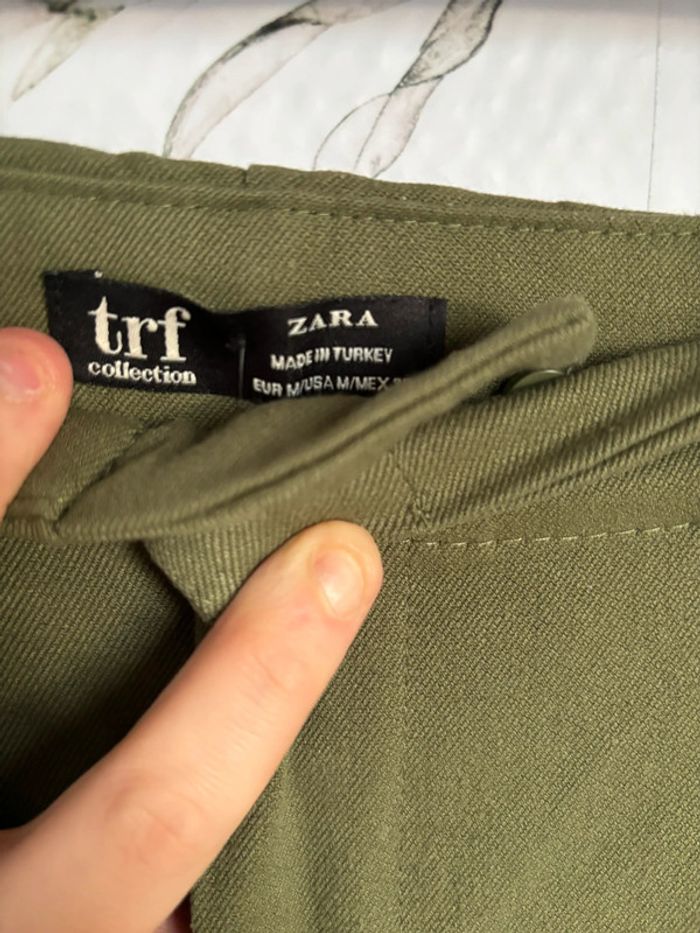 trf
collection
ZARA
MADE IN TURKEY
EUR M/USA M/MEX